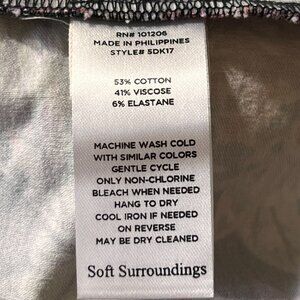 RN# 101206
MADE IN PHILIPPINES
STYLE# 5DK17
53% COTTON
41% VISCOSE
6% ELASTANE
MACHINE WASH COLD
WITH SIMILAR COLORS
GENTLE CYCLE
ONLY NON-CHLORINE
BLEACH WHEN NEEDED
HANG TO DRY
COOL IRON IF NEEDED
ON REVERSE
MAY BE DRY CLEANED
Soft Surroundings